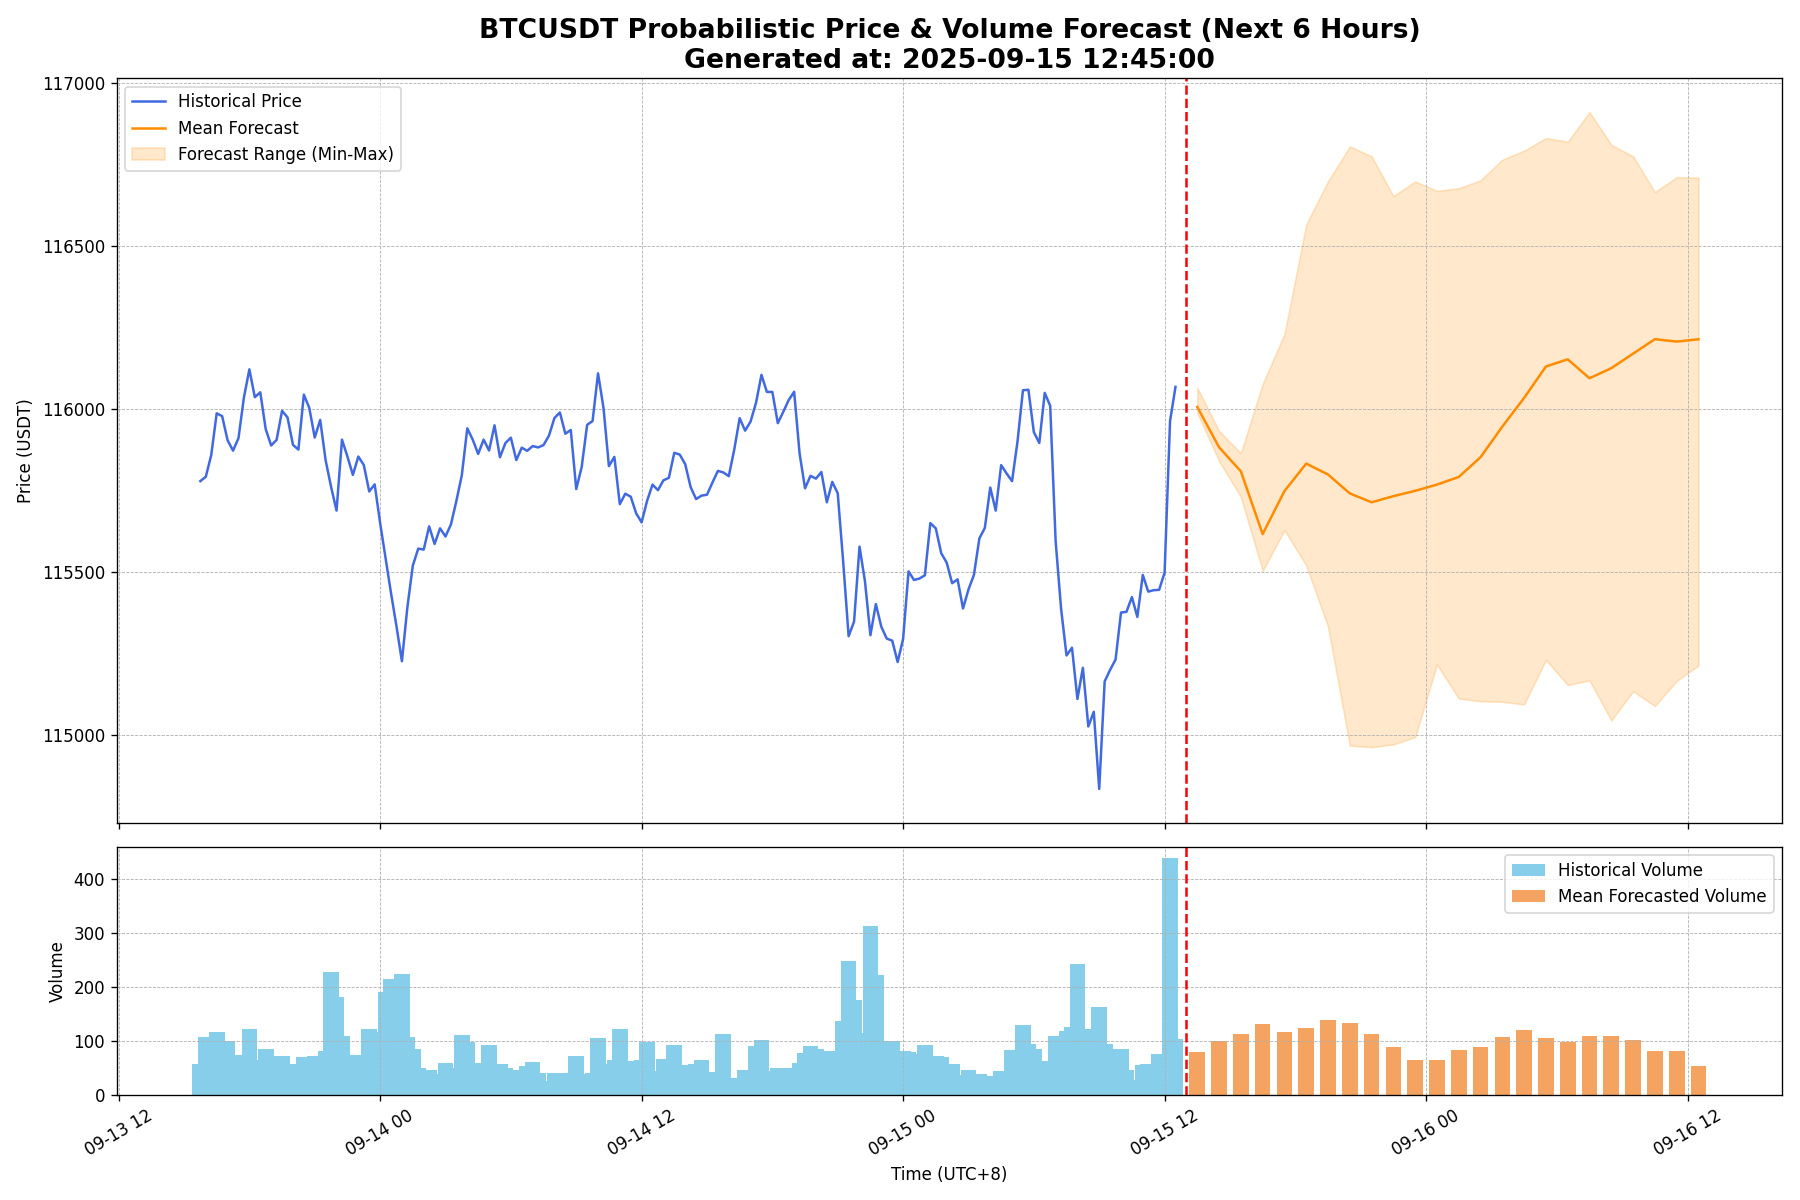 BTCUSDT Probabilistic Price & Volume Forecast (Next 6 Hours)
Generated at: 2025-09-15 12:45:00
Historical Price
Mean Forecast
Forecast Range (Min-Max)
117000
116500
116000
115500
115000
Price (USDT)
Historical Volume
Mean Forecasted Volume
400
300
200
100
0
Volume
09-13 12
09-14 00
09-14 12
09-15 00
09-15 12
09-16 00
09-16 12
Time (UTC+8)